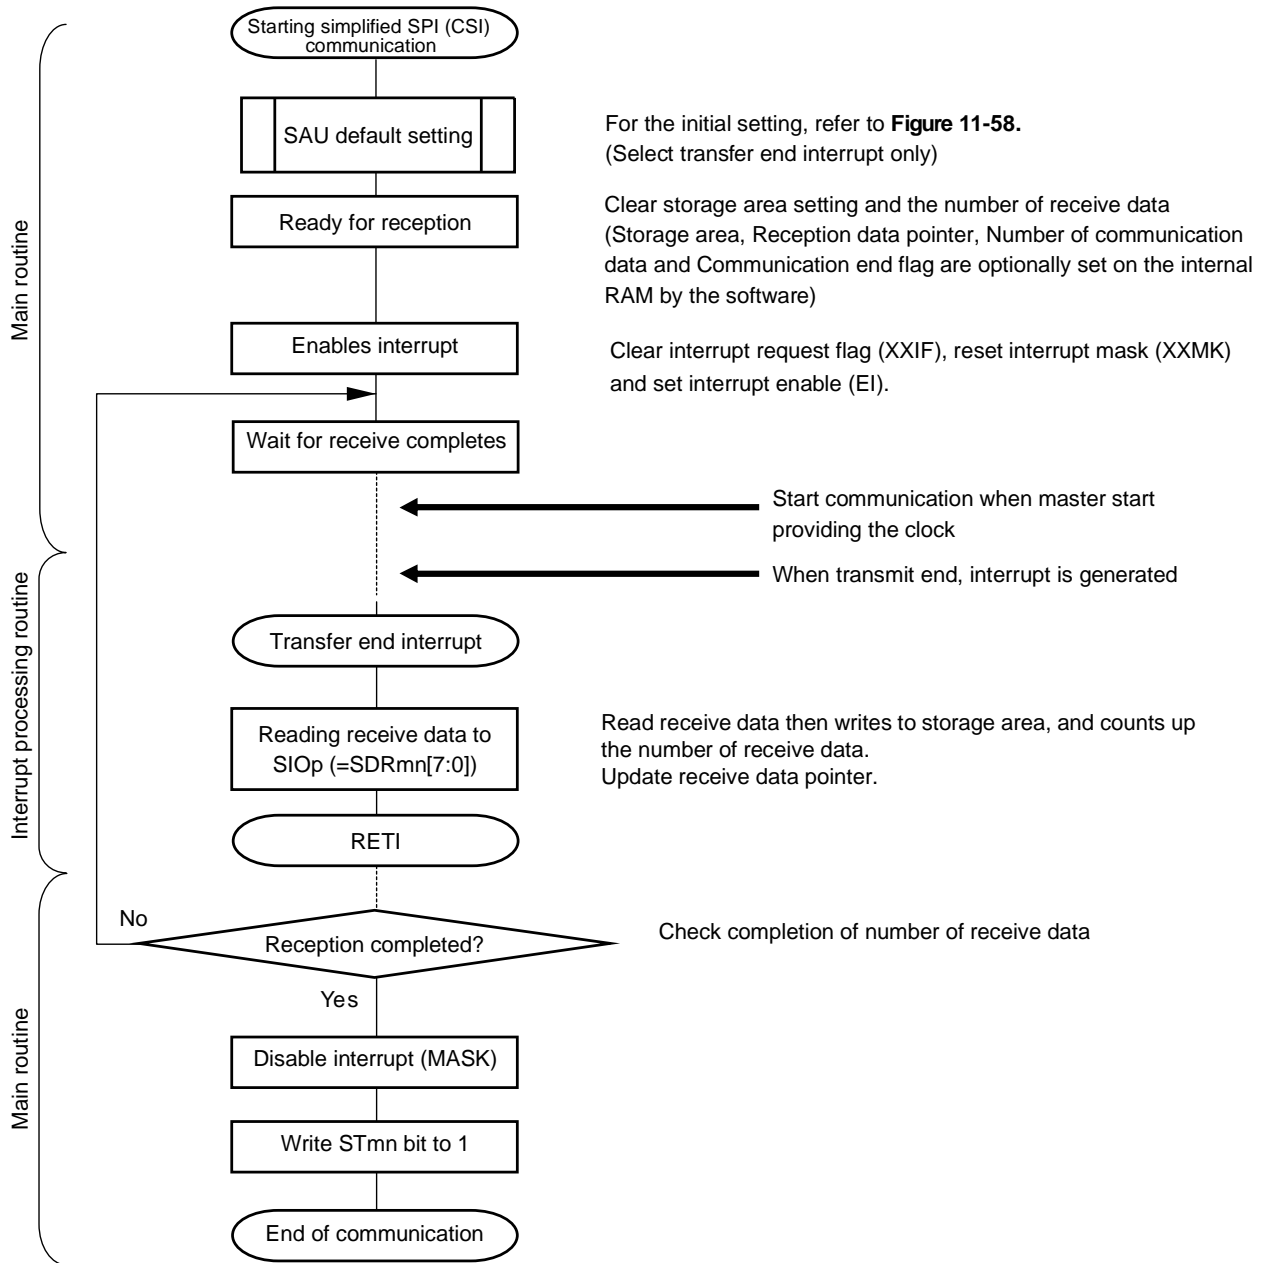 Starting simplified SPI (CSI)
communication
SAU default setting
For the initial setting, refer to Figure 11-58.
(Select transfer end interrupt only)
Ready for reception
Clear storage area setting and the number of receive data
(Storage area, Reception data pointer, Number of communication
data and Communication end flag are optionally set on the internal
RAM by the software)
Main routine
Enables interrupt
Clear interrupt request flag (XXIF), reset interrupt mask (XXMK)
and set interrupt enable (EI).
Wait for receive completes
Start communication when master start
providing the clock
When transmit end, interrupt is generated
Interrupt processing routine
Transfer end interrupt
Reading receive data to
SIOp (=SDRmn[7:0])
Read receive data then writes to storage area, and counts up
the number of receive data.
Update receive data pointer.
RETI
No
Reception completed?
Check completion of number of receive data
Yes
Main routine
Disable interrupt (MASK)
Write STmn bit to 1
End of communication